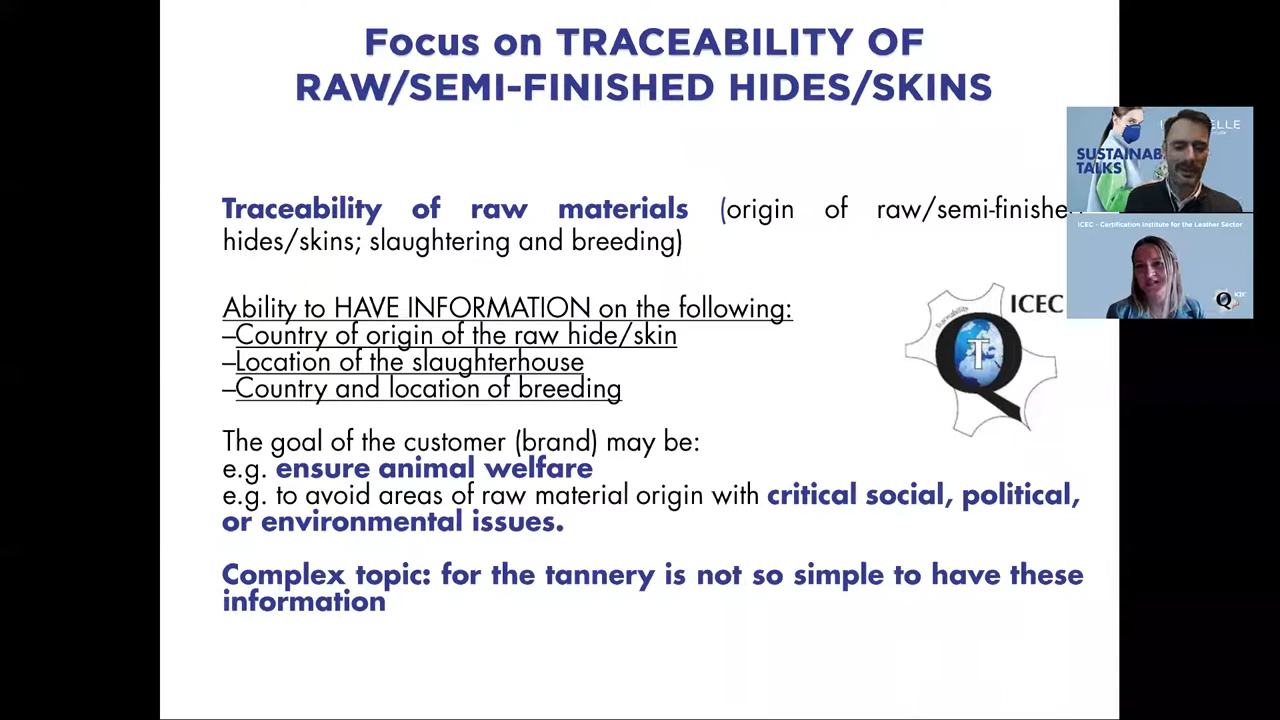 Focus on TRACEABILITY OF
RAW/SEMI-FINISHED HIDES/SKINS
SUSTAINAB
TALKS
ELLE
Traceability of raw materials (origin of raw/semi-finished
hides/skins; slaughtering and breeding)
ICEC - Certification Institute for the Leather Sector
Ability to HAVE INFORMATION on the following:
–Country of origin of the raw hide/skin
–Location of the slaughterhouse
–Country and location of breeding
Traceability
ICEC
T
Q
The goal of the customer (brand) may be:
e.g. ensure animal welfare
e.g. to avoid areas of raw material origin with critical social, political,
or environmental issues.
Complex topic: for the tannery is not so simple to have these
information